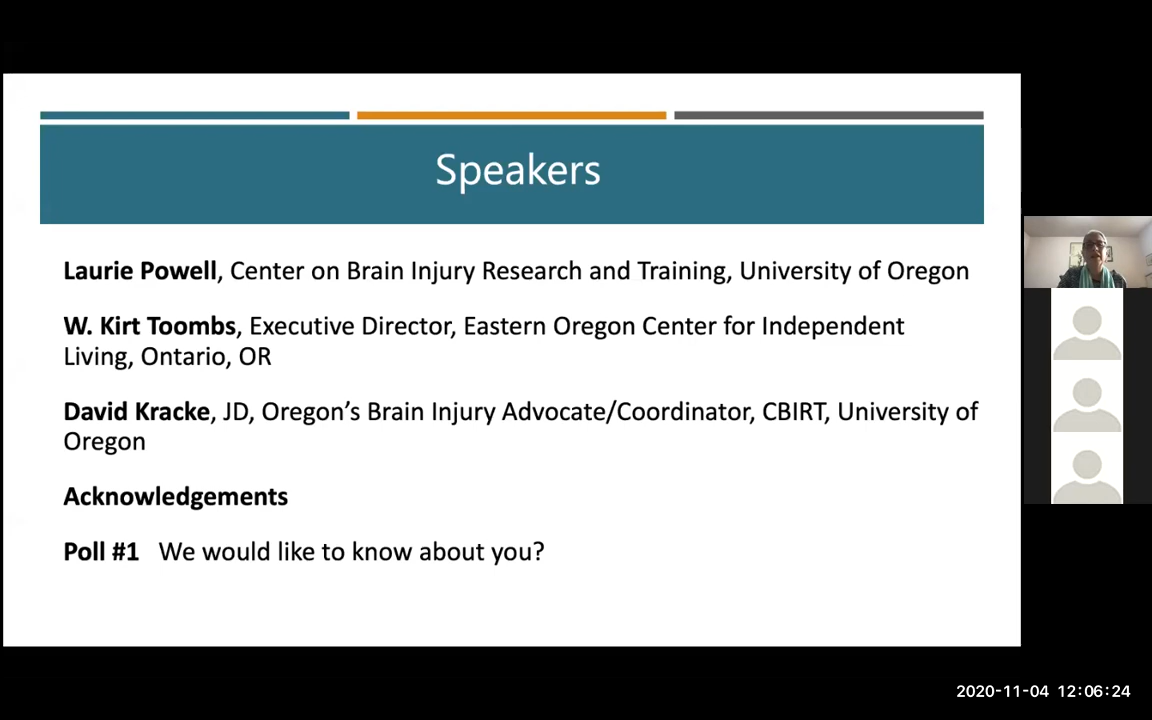 Speakers
Laurie Powell, Center on Brain Injury Research and Training, University of Oregon
W. Kirt Toombs, Executive Director, Eastern Oregon Center for Independent
Living, Ontario, OR
David Kracke, JD, Oregon’s Brain Injury Advocate/Coordinator, CBIRT, University of
Oregon
Acknowledgements
Poll #1 We would like to know about you?
2020-11-04 12:06:24